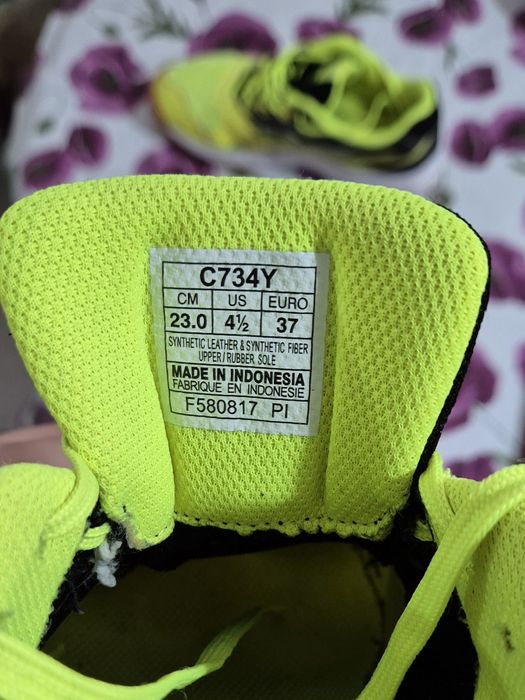 C734Y
CM US EURO
23.0 4½ 37
SYNTHETIC LEATHER & SYNTHETIC FIBER
UPPER / RUBBER SOLE
MADE IN INDONESIA
FABRIQUE EN INDONESIE
F580817 PI